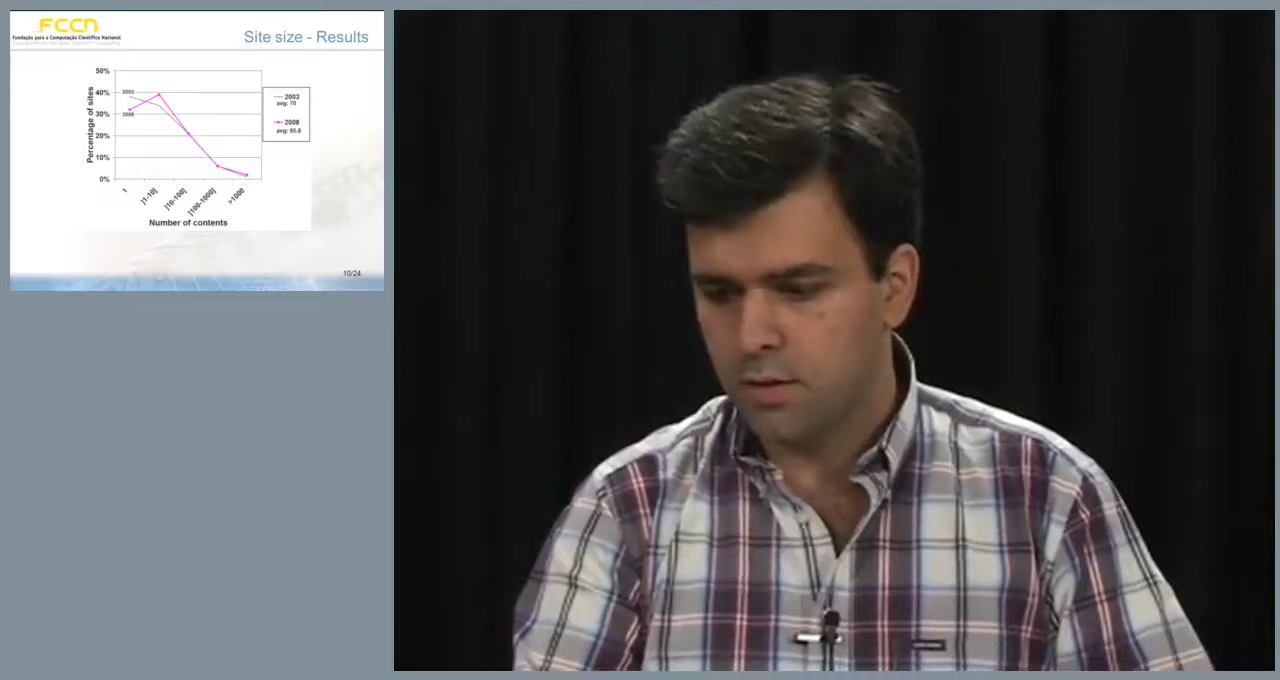 FCCN
Fundação para a Computação Científica Nacional
Site size - Results
50%
40%
30%
20%
10%
0%
Percentage of sites
2003
2008
1
]1-10]
]10-100]
]100-1000]
>1000
Number of contents
2003
avg: 70
2008
avg: 95.8
10/24